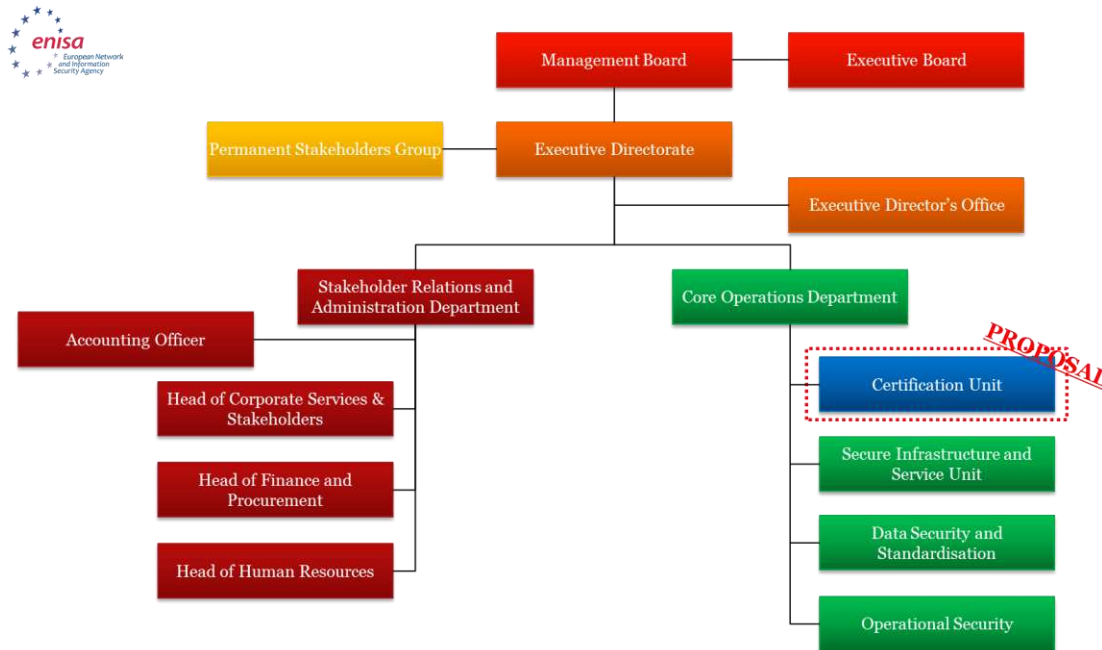 enisa
European Network
and Information
Security Agency
Management Board
Executive Board
Permanent Stakeholders Group
Executive Directorate
Executive Director’s Office
Stakeholder Relations and
Administration Department
Core Operations Department
Accounting Officer
PROPOSAL
Certification Unit
Head of Corporate Services &
Stakeholders
Secure Infrastructure and
Service Unit
Head of Finance and
Procurement
Data Security and
Standardisation
Head of Human Resources
Operational Security